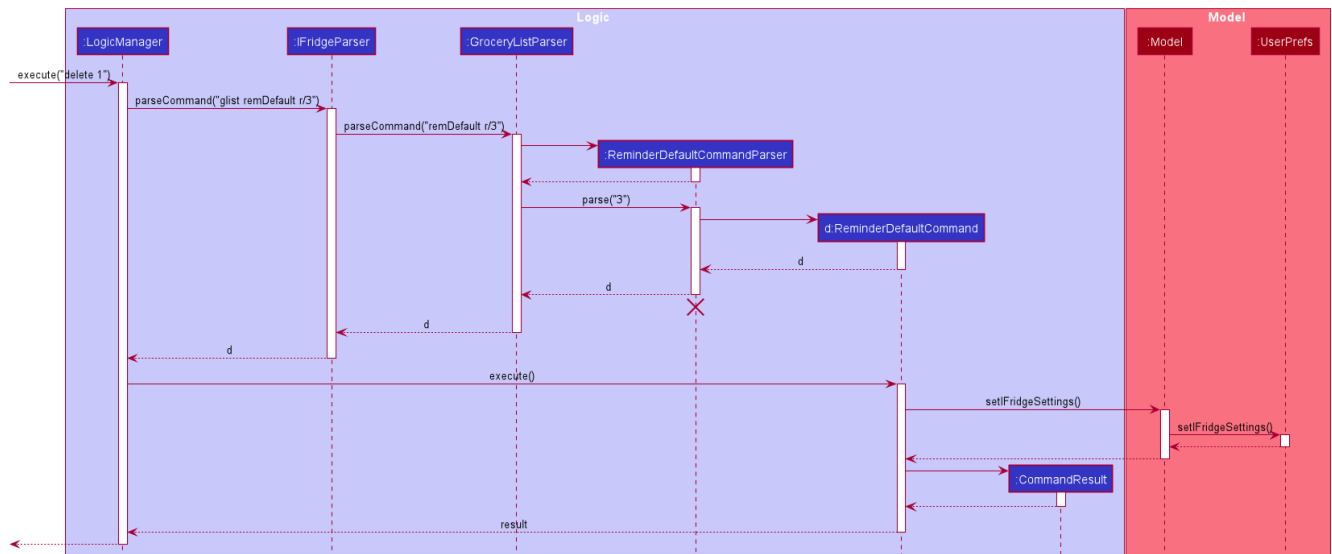 Logic
Model
:LogicManager
:IFridgeParser
:GroceryListParser
:Model
:UserPrefs
execute("delete 1")
parseCommand("glist remDefault r/3")
parseCommand("remDefault r/3")
:ReminderDefaultCommandParser
parse("3")
d:ReminderDefaultCommand
d
d
d
d
execute()
setIFridgeSettings()
setIFridgeSettings()
:CommandResult
result